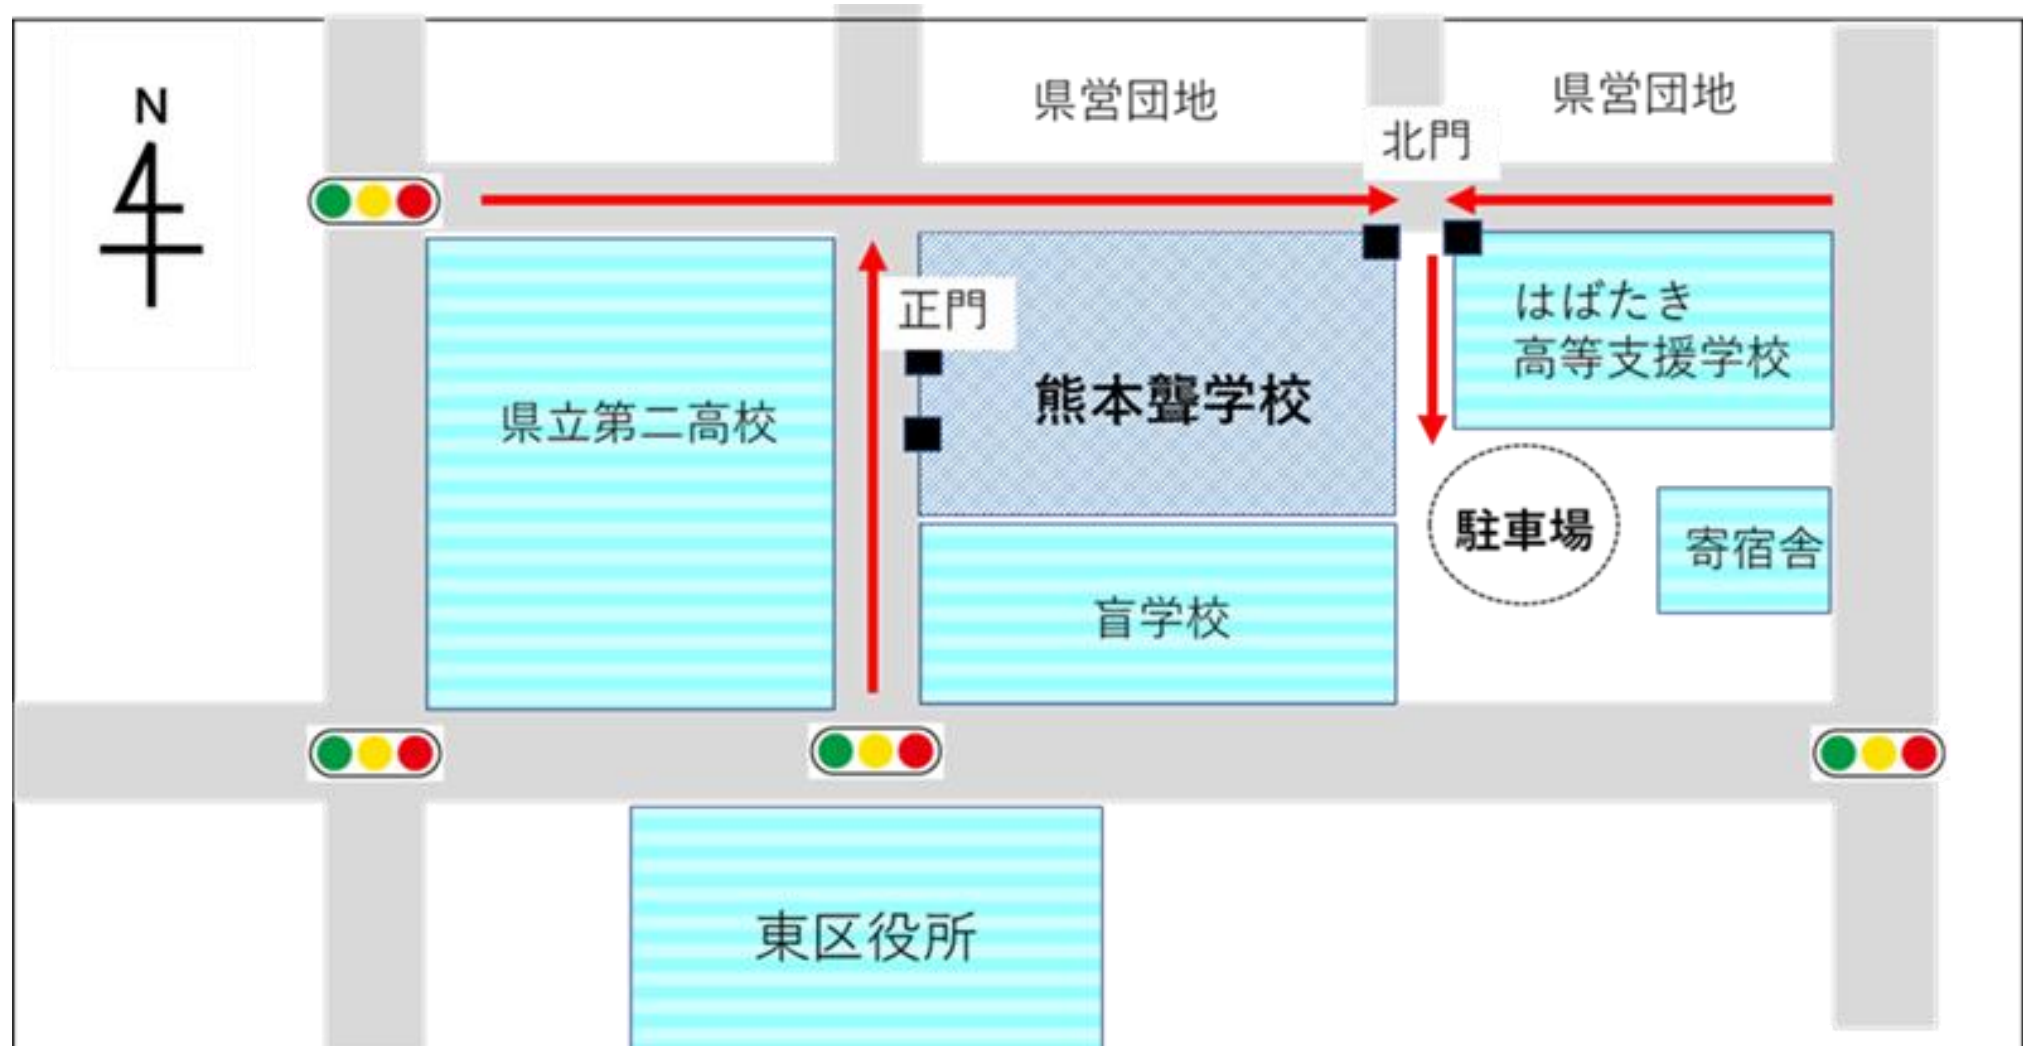 N
県営団地
県営団地
北門
正門
はばたき
高等支援学校
熊本聾学校
県立第二高校
駐車場
寄宿舎
盲学校
東区役所